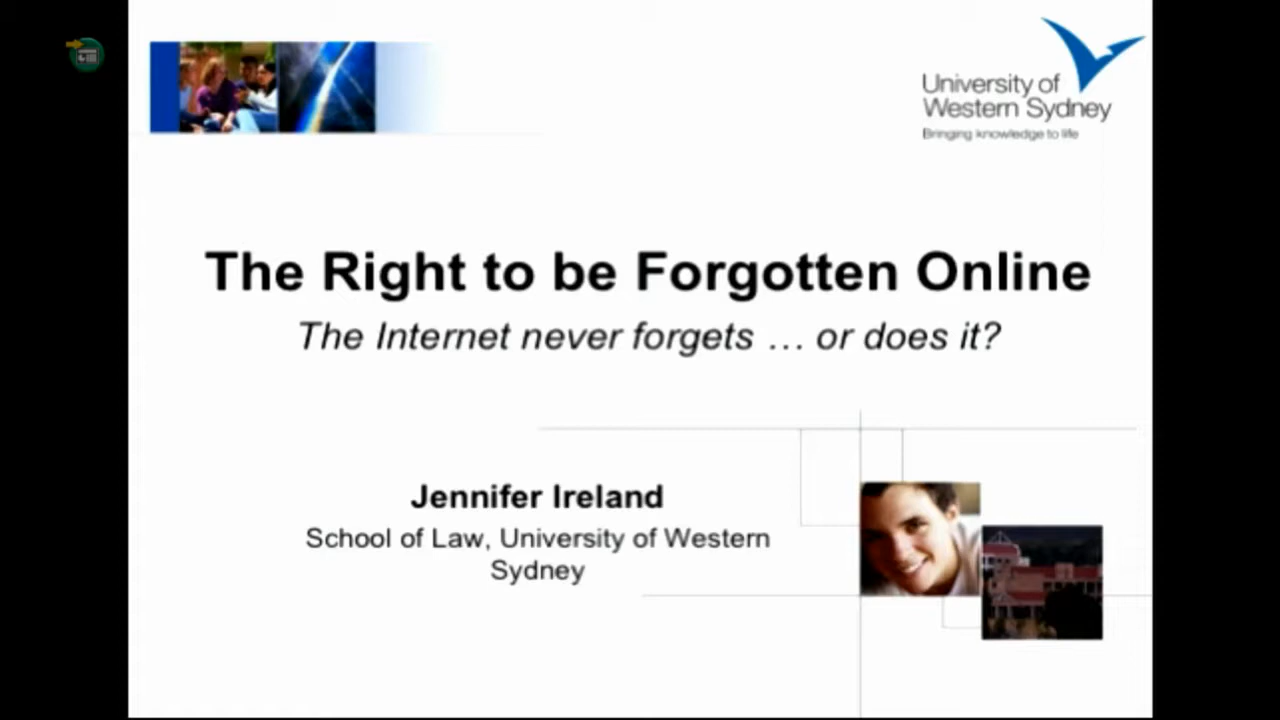 University of
Western Sydney
Bringing knowledge to life
The Right to be Forgotten Online
The Internet never forgets … or does it?
Jennifer Ireland
School of Law, University of Western
Sydney